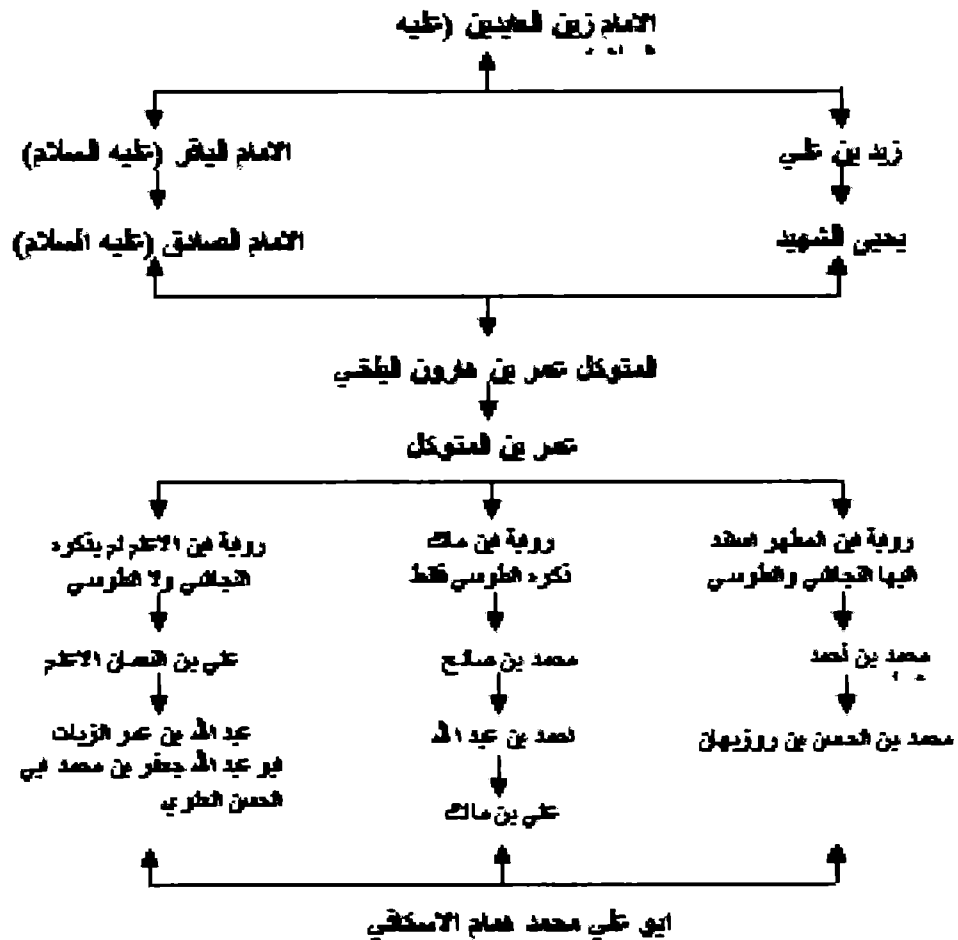 الامام زين العابدين (عليه
زيد بن علي
الامام الباقر (عليه السلام)
يحيى الشهيد
الامام الصادق (عليه السلام)
المتوكل عمر بن هارون البلخي
عمر بن المتوكل
رواية ابن المطهر استند
اليها النجاشي والطوسي
رواية ابن مالك
ذكره الطوسي فقط
رواية ابن الاعلم لم يذكره
النجاشي ولا الطوسي
محمد بن أحمد
محمد بن صالح
علي بن النعمان الاعلم
محمد بن الحسن بن روزبهان
احمد بن عبد الله
عبد الله بن عمر الزيات
ابو عبد الله جعفر بن محمد ابي
الحسن العلوي
علي بن مالك
ابو علي محمد همام الاسكافي